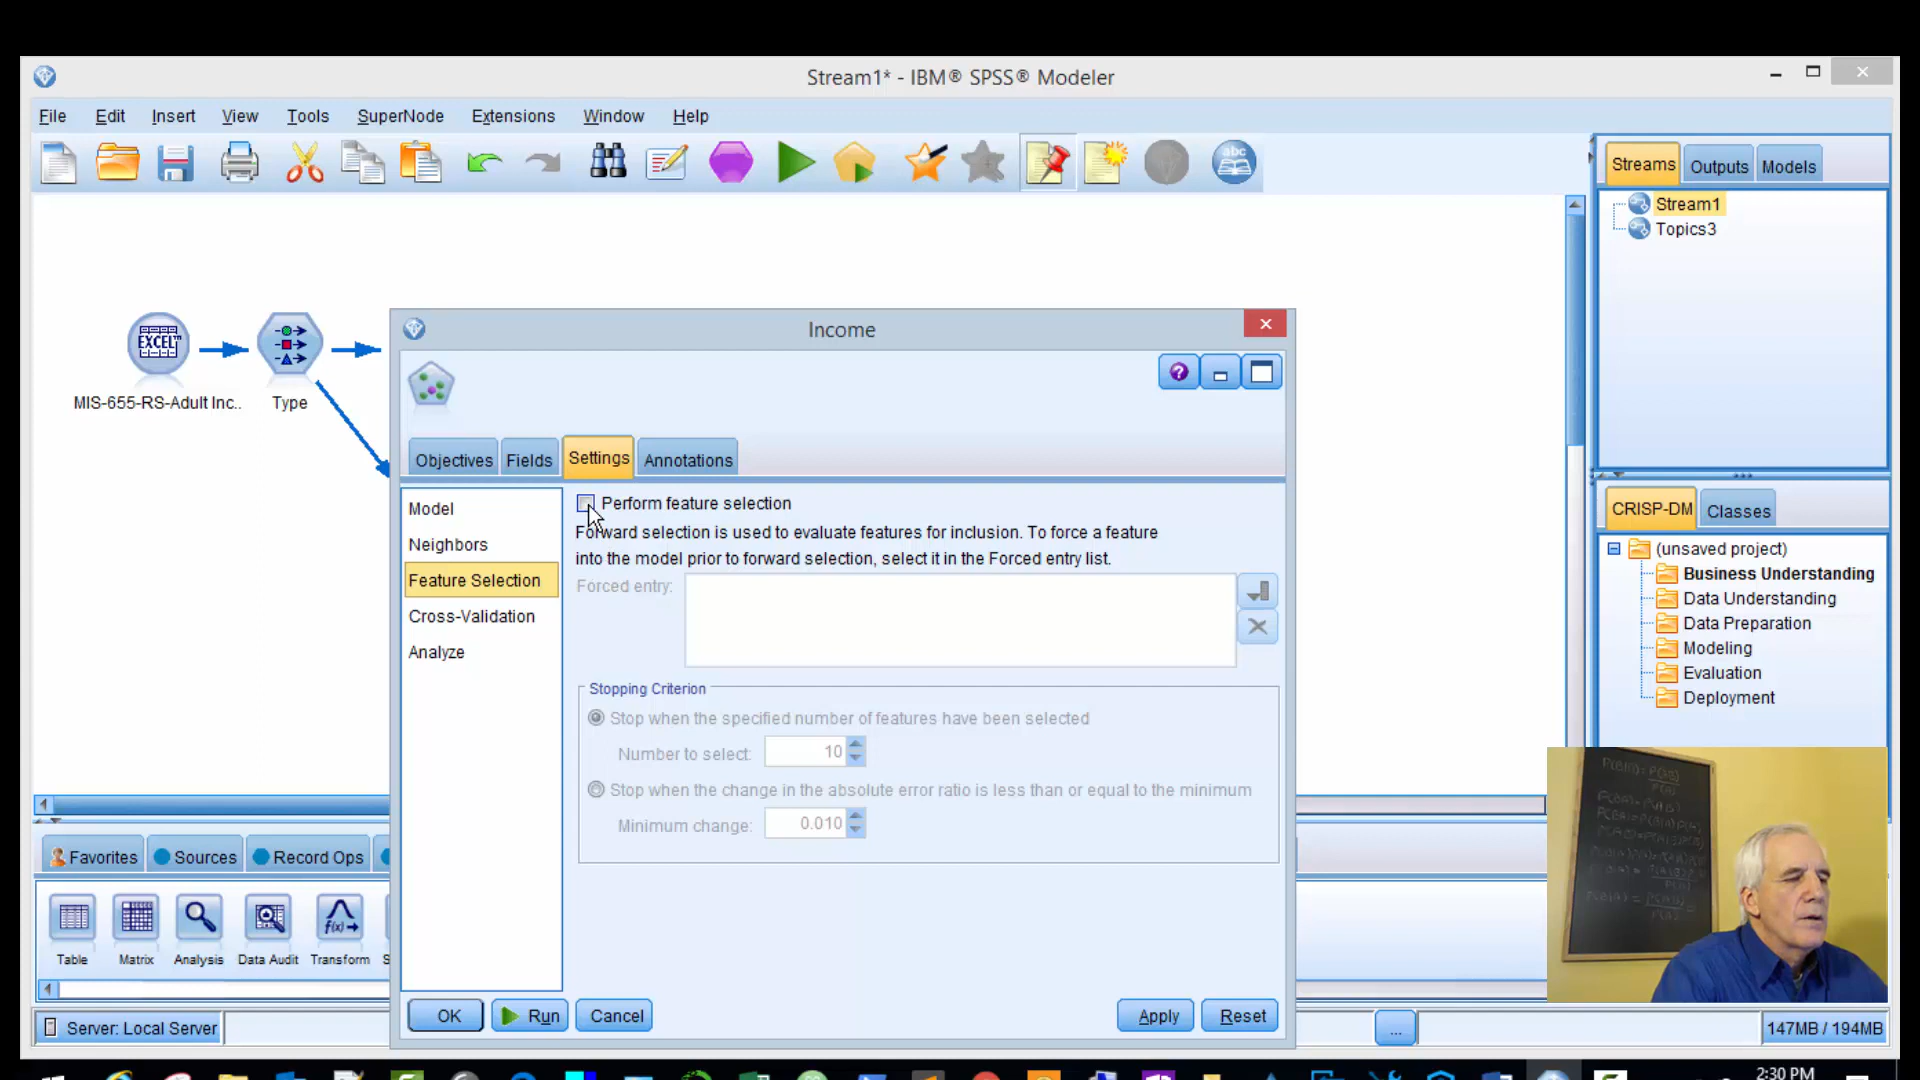 Stream1* - IBM® SPSS® Modeler
File Edit Insert View Tools SuperNode Extensions Window Help
abc
Streams Outputs Models
Stream1
Topics3
EXCEL
MIS-655-RS-Adult Inc..
Type
Income
Objectives Fields Settings Annotations
Model
Neighbors
Feature Selection
Cross-Validation
Analyze
Perform feature selection
Forward selection is used to evaluate features for inclusion. To force a feature
into the model prior to forward selection, select it in the Forced entry list.
Forced entry:
Stopping Criterion
Stop when the specified number of features have been selected
Number to select: 10
Stop when the change in the absolute error ratio is less than or equal to the minimum
Minimum change: 0.010
OK Run Cancel Apply Reset
CRISP-DM Classes
(unsaved project)
Business Understanding
Data Understanding
Data Preparation
Modeling
Evaluation
Deployment
Favorites Sources Record Ops
f(x)
Table Matrix Analysis Data Audit Transform S
Server: Local Server
...
147MB / 194MB
2:30 PM